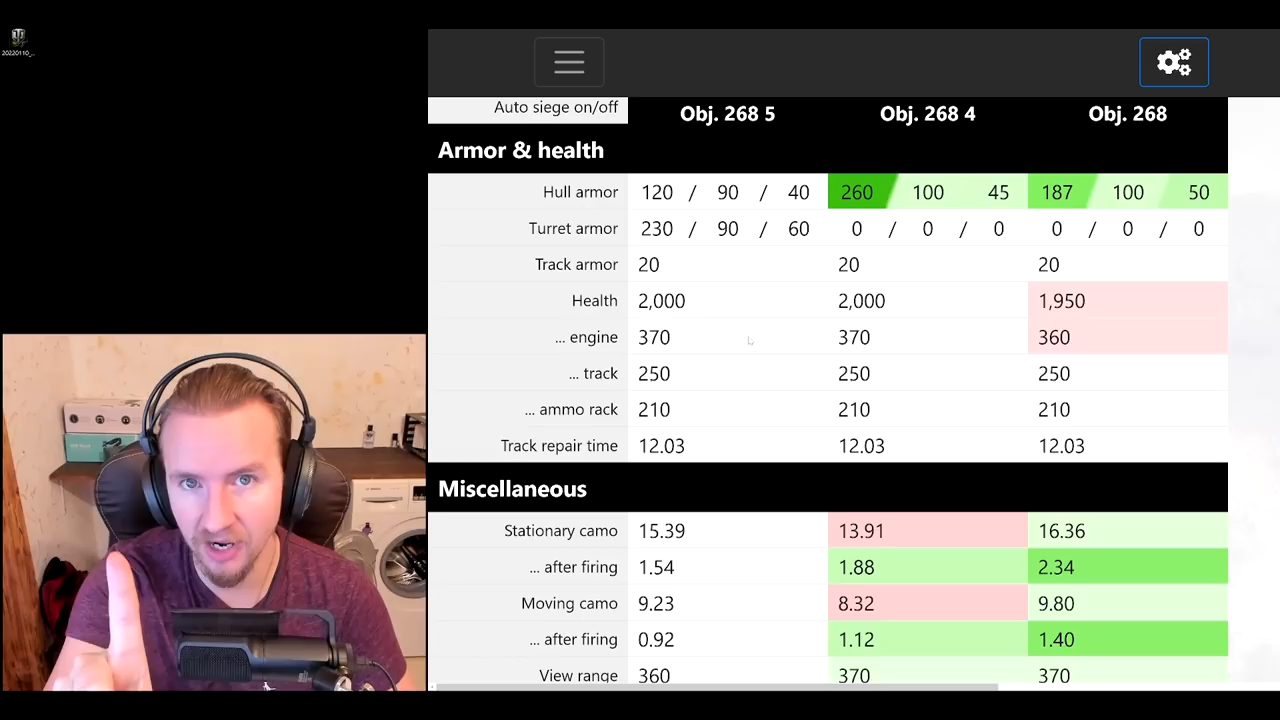 20220110_...
Auto siege on/off
Obj. 268 5 Obj. 268 4 Obj. 268
Armor & health
Hull armor 120 / 90 / 40 260 100 45 187 100 50
Turret armor 230 / 90 / 60 0 / 0 / 0 0 / 0 / 0
Track armor 20 20 20
Health 2,000 2,000 1,950
... engine 370 370 360
... track 250 250 250
... ammo rack 210 210 210
Track repair time 12.03 12.03 12.03
Miscellaneous
Stationary camo 15.39 13.91 16.36
... after firing 1.54 1.88 2.34
Moving camo 9.23 8.32 9.80
... after firing 0.92 1.12 1.40
View range 360 370 370